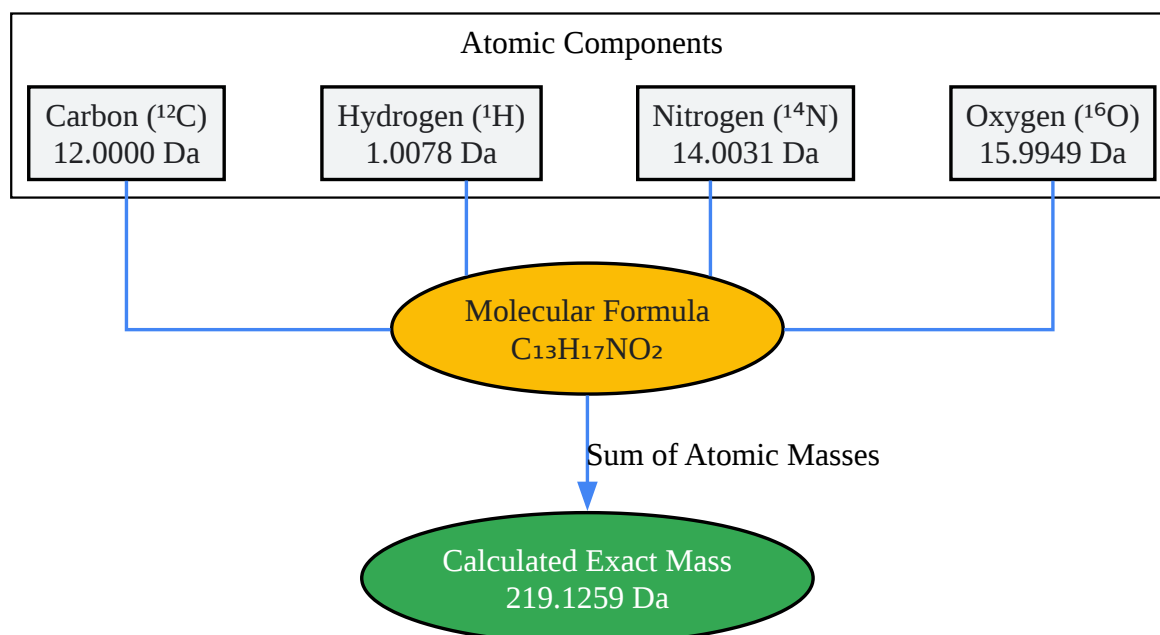 Atomic Components
Carbon (¹²C)
12.0000 Da
Hydrogen (¹H)
1.0078 Da
Nitrogen (¹⁴N)
14.0031 Da
Oxygen (¹⁶O)
15.9949 Da
Molecular Formula
C₁₃H₁₇NO₂
Sum of Atomic Masses
Calculated Exact Mass
219.1259 Da